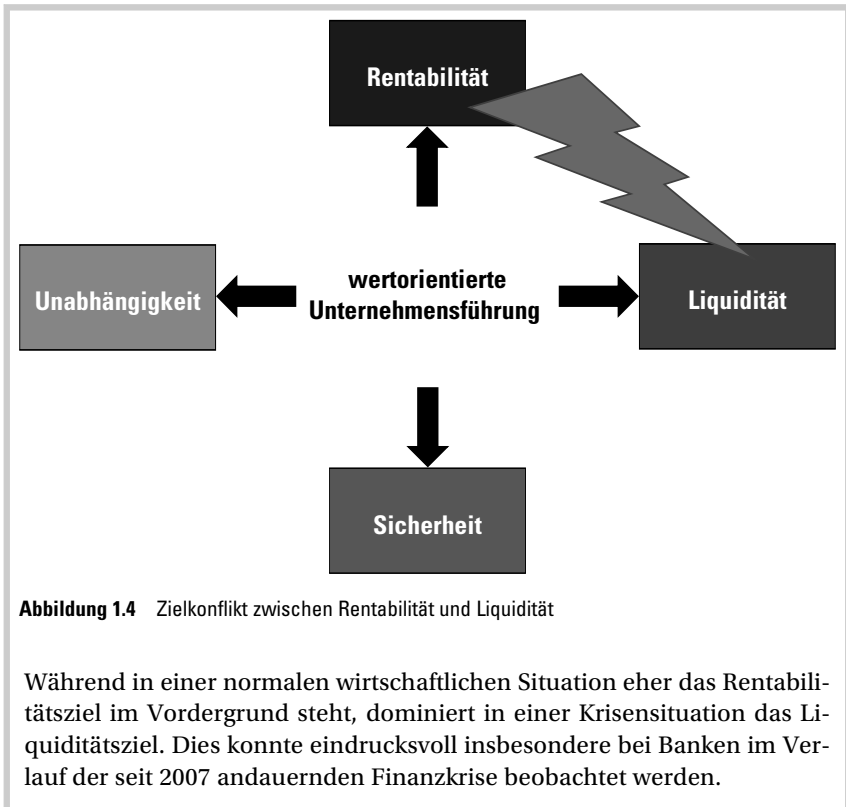 Rentabilität
Unabhängigkeit
wertorientierte
Unternehmensführung
Liquidität
Sicherheit
Abbildung 1.4 Zielkonflikt zwischen Rentabilität und Liquidität
Während in einer normalen wirtschaftlichen Situation eher das Rentabili-
tätsziel im Vordergrund steht, dominiert in einer Krisensituation das Li-
quiditätsziel. Dies konnte eindrucksvoll insbesondere bei Banken im Ver-
lauf der seit 2007 andauernden Finanzkrise beobachtet werden.